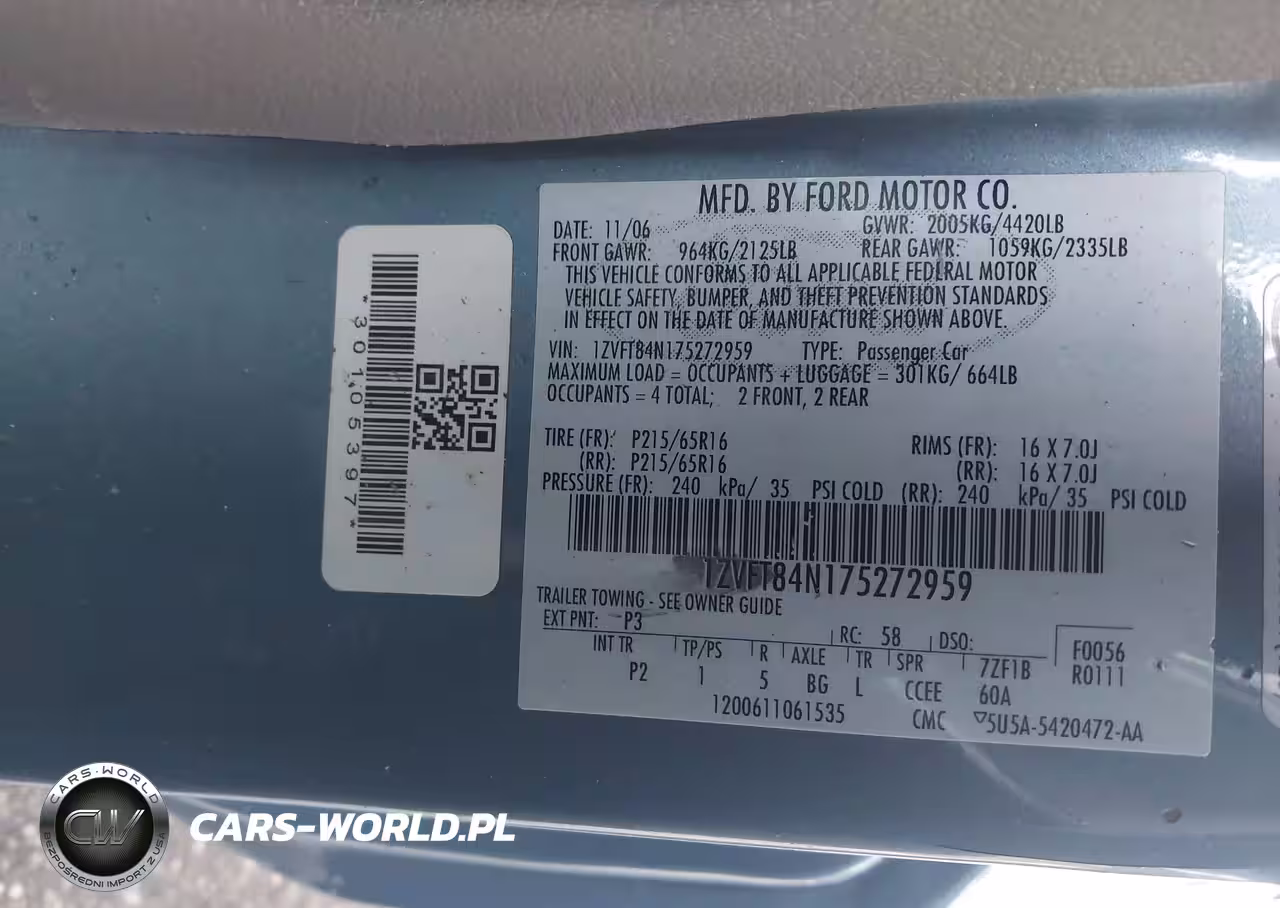 MFD. BY FORD MOTOR CO.
DATE: 11/06 GVWR: 2005KG/4420LB
FRONT GAWR: 964KG/2125LB REAR GAWR: 1059KG/2335LB
THIS VEHICLE CONFORMS TO ALL APPLICABLE FEDERAL MOTOR
VEHICLE SAFETY, BUMPER, AND THEFT PREVENTION STANDARDS
IN EFFECT ON THE DATE OF MANUFACTURE SHOWN ABOVE.
VIN: 1ZVFT84N175272959 TYPE: Passenger Car
MAXIMUM LOAD = OCCUPANTS + LUGGAGE = 301KG/ 664LB
OCCUPANTS = 4 TOTAL; 2 FRONT, 2 REAR
TIRE (FR): P215/65R16 RIMS (FR): 16 X 7.0J
(RR): P215/65R16 (RR): 16 X 7.0J
PRESSURE (FR): 240 kPa/ 35 PSI COLD (RR): 240 kPa/ 35 PSI COLD
1ZVFT84N175272959
TRAILER TOWING - SEE OWNER GUIDE
EXT PNT: P3 RC: 58 DSO: F0056
INT TR TP/PS R AXLE TR SPR 7ZF1B R0111
P2 1 5 BG L CCEE 60A
1200611061535 CMC 5U5A-5420472-AA
*30105397*
CARS-WORLD
CW
BEZPOŚREDNI IMPORT Z USA
CARS-WORLD.PL